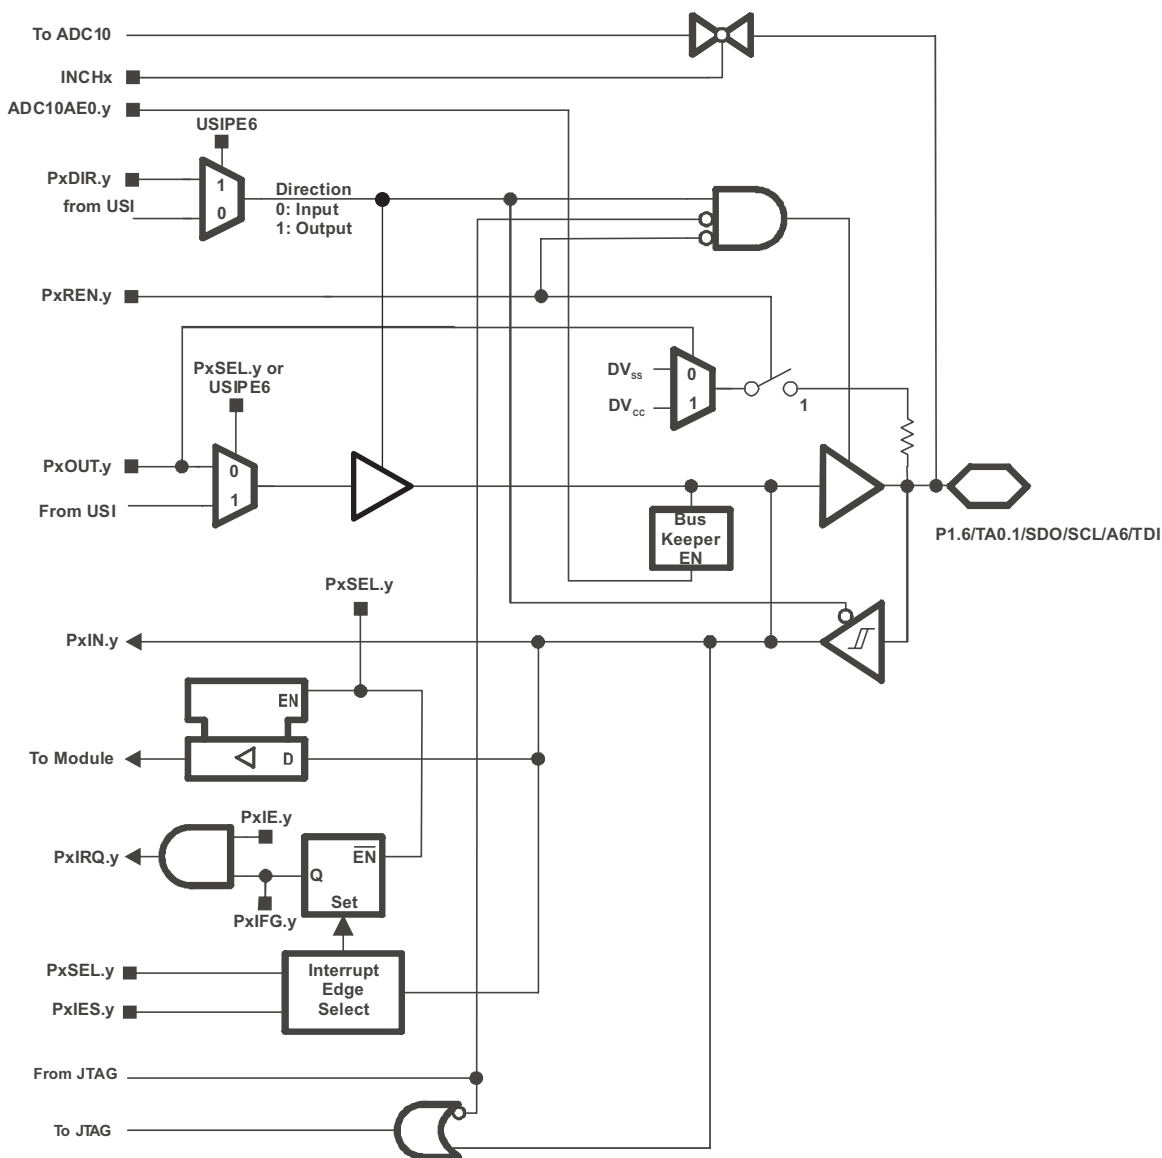 To ADC10
INCHx
ADC10AE0.y
USIPE6
PxDIR.y
1
from USI
0
Direction
0: Input
1: Output
PxREN.y
PxSEL.y or
USIPE6
DVSS
0
DVCC
1
1
PxOUT.y
0
From USI
1
Bus
Keeper
EN
P1.6/TA0.1/SDO/SCL/A6/TDI
PxSEL.y
PxIN.y
EN
To Module
D
PxIE.y
PxIRQ.y
EN
Q
Set
PxIFG.y
PxSEL.y
PxIES.y
Interrupt
Edge
Select
From JTAG
To JTAG